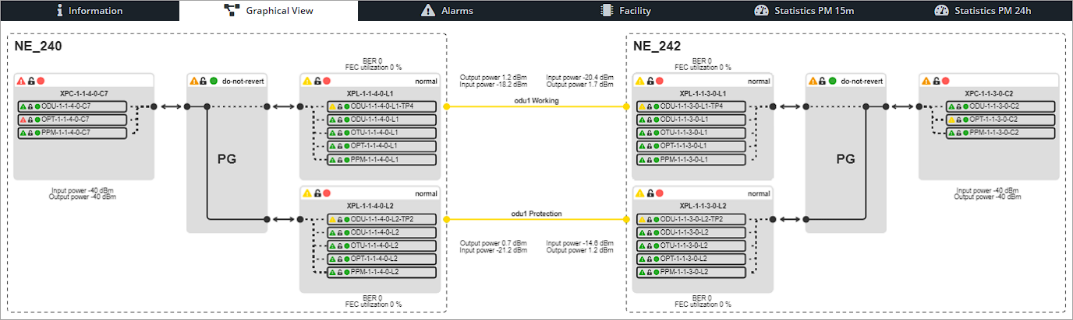 Information
Graphical View
Alarms
Facility
Statistics PM 15m
Statistics PM 24h
NE_240
NE_242
XPC-1-1-4-0-C7
ODU-1-1-4-0-C7
OPT-1-1-4-0-C7
PPM-1-1-4-0-C7
Input power -40 dBm
Output power -40 dBm
do-not-revert
PG
BER 0
FEC utilization 0 %
normal
XPL-1-1-4-0-L1
ODU-1-1-4-0-L1-TP4
ODU-1-1-4-0-L1
OTU-1-1-4-0-L1
OPT-1-1-4-0-L1
PPM-1-1-4-0-L1
normal
XPL-1-1-4-0-L2
ODU-1-1-4-0-L2-TP2
ODU-1-1-4-0-L2
OTU-1-1-4-0-L2
OPT-1-1-4-0-L2
PPM-1-1-4-0-L2
BER 0
FEC utilization 0 %
Output power 1.2 dBm
Input power -18.2 dBm
Input power -20.4 dBm
Output power 1.7 dBm
odu1 Working
odu1 Protection
Output power 0.7 dBm
Input power -21.2 dBm
Input power -14.6 dBm
Output power 1.2 dBm
BER 0
FEC utilization 0 %
normal
XPL-1-1-3-0-L1
ODU-1-1-3-0-L1-TP4
ODU-1-1-3-0-L1
OTU-1-1-3-0-L1
OPT-1-1-3-0-L1
PPM-1-1-3-0-L1
normal
XPL-1-1-3-0-L2
ODU-1-1-3-0-L2-TP2
ODU-1-1-3-0-L2
OTU-1-1-3-0-L2
OPT-1-1-3-0-L2
PPM-1-1-3-0-L2
BER 0
FEC utilization 0 %
do-not-revert
PG
XPC-1-1-3-0-C2
ODU-1-1-3-0-C2
OPT-1-1-3-0-C2
PPM-1-1-3-0-C2
Input power -40 dBm
Output power -40 dBm